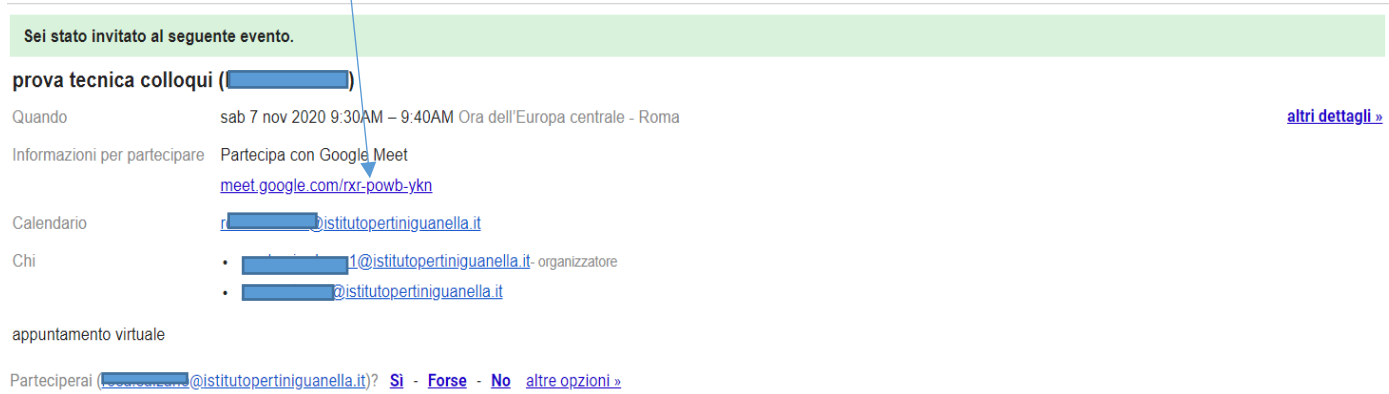 Sei stato invitato al seguente evento.
prova tecnica colloqui ( )
Quando sab 7 nov 2020 9:30AM – 9:40AM Ora dell'Europa centrale - Roma altri dettagli »
Informazioni per partecipare Partecipa con Google Meet
meet.google.com/rxr-powb-ykn
Calendario @istitutopertiniguanella.it
Chi • 1@istitutopertiniguanella.it - organizzatore
• @istitutopertiniguanella.it
appuntamento virtuale
Parteciperai ( @istitutopertiniguanella.it)? Sì - Forse - No altre opzioni »